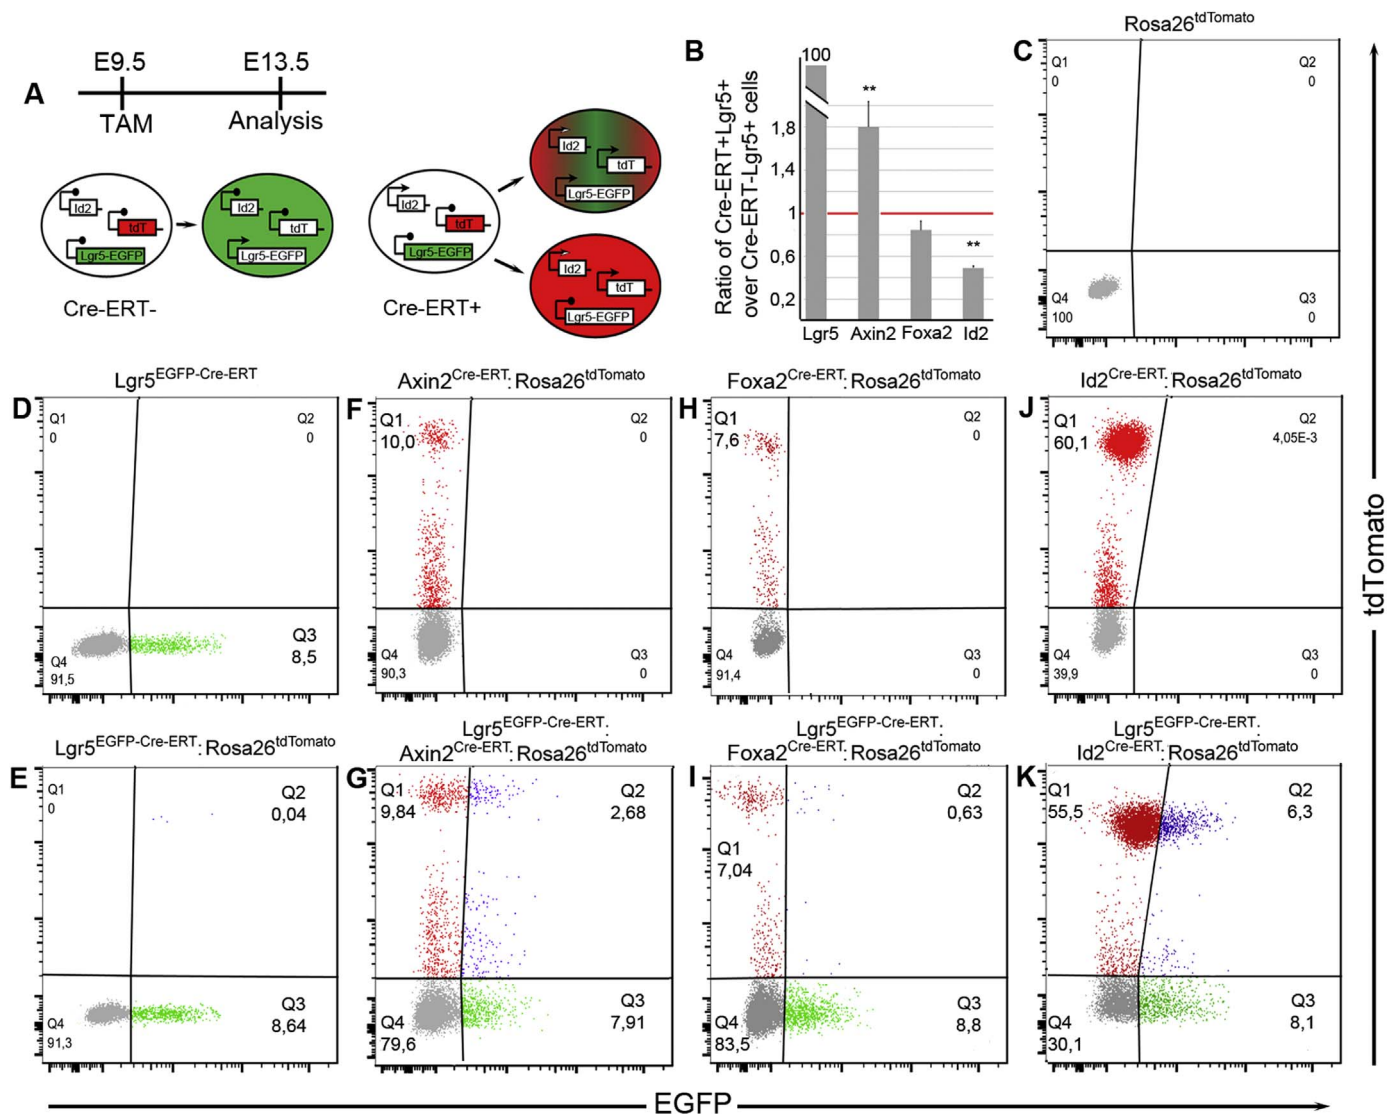 A
E9.5 E13.5
TAM Analysis
Id2
tdT
Lgr5-EGFP
Id2
tdT
Lgr5-EGFP
Cre-ERT-
Id2
tdT
Lgr5-EGFP
Cre-ERT+
Id2
tdT
Lgr5-EGFP
Id2
tdT
Lgr5-EGFP
B
Ratio of Cre-ERT+Lgr5+
over Cre-ERT-Lgr5+ cells
100
**
1,8
1,4
1
0,6
0,2
**
Lgr5 Axin2 Foxa2 Id2
C
Rosa26tdTomato
Q1
0
Q2
0
Q4
100
Q3
0
D
Lgr5EGFP-Cre-ERT
Q1
0
Q2
0
Q4
91,5
Q3
8,5
F
Axin2Cre-ERT:Rosa26tdTomato
Q1
10,0
Q2
0
Q4
90,3
Q3
0
H
Foxa2Cre-ERT:Rosa26tdTomato
Q1
7,6
Q2
0
Q4
91,4
Q3
0
J
Id2Cre-ERT:Rosa26tdTomato
Q1
60,1
Q2
4,05E-3
Q4
39,9
Q3
0
E
Lgr5EGFP-Cre-ERT:Rosa26tdTomato
Q1
0
Q2
0,04
Q4
91,3
Q3
8,64
G
Lgr5EGFP-Cre-ERT:
Axin2Cre-ERT:Rosa26tdTomato
Q1
9,84
Q2
2,68
Q4
79,6
Q3
7,91
I
Lgr5EGFP-Cre-ERT:
Foxa2Cre-ERT:Rosa26tdTomato
Q2
0,63
Q1
7,04
Q4
83,5
Q3
8,8
K
Lgr5EGFP-Cre-ERT:
Id2Cre-ERT:Rosa26tdTomato
Q1
55,5
Q2
6,3
Q4
30,1
Q3
8,1
tdTomato
EGFP